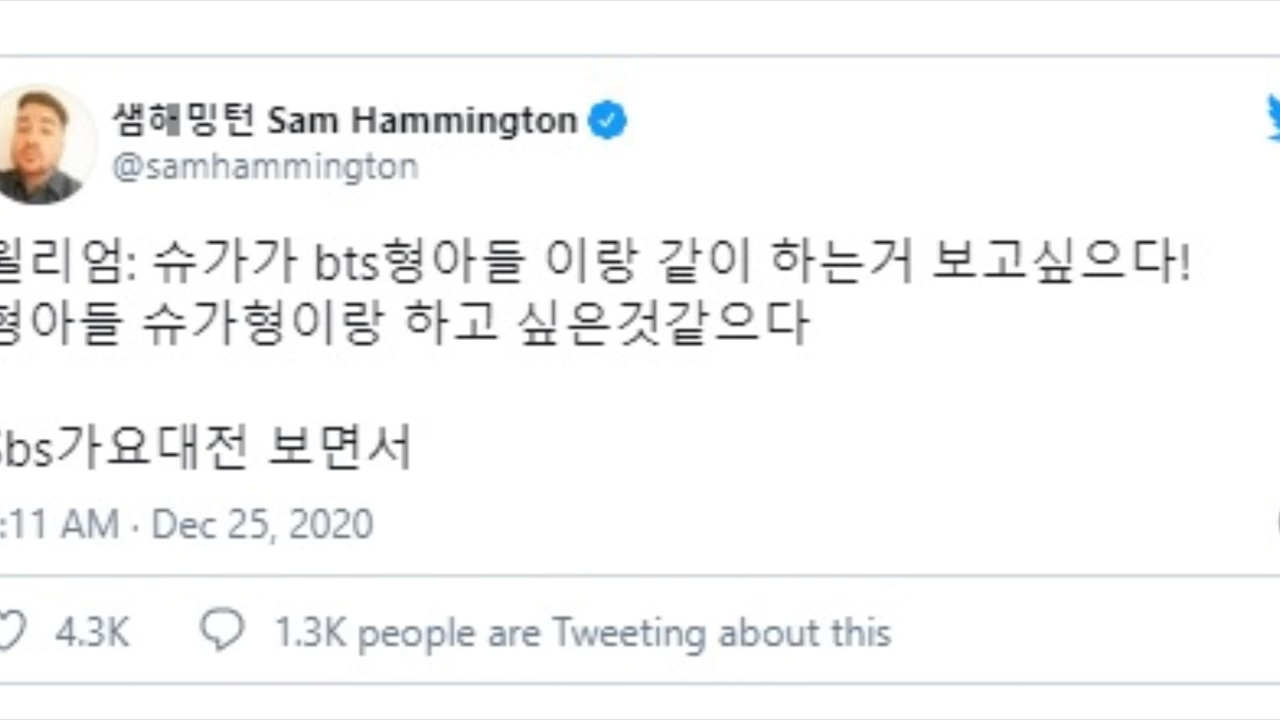 샘해밍턴 Sam Hammington
@samhammington
윌리엄: 슈가가 bts형아들 이랑 같이 하는거 보고싶으다!
형아들 슈가형이랑 하고 싶은것같으다
Sbs가요대전 보면서
:11 AM · Dec 25, 2020
4.3K 1.3K people are Tweeting about this